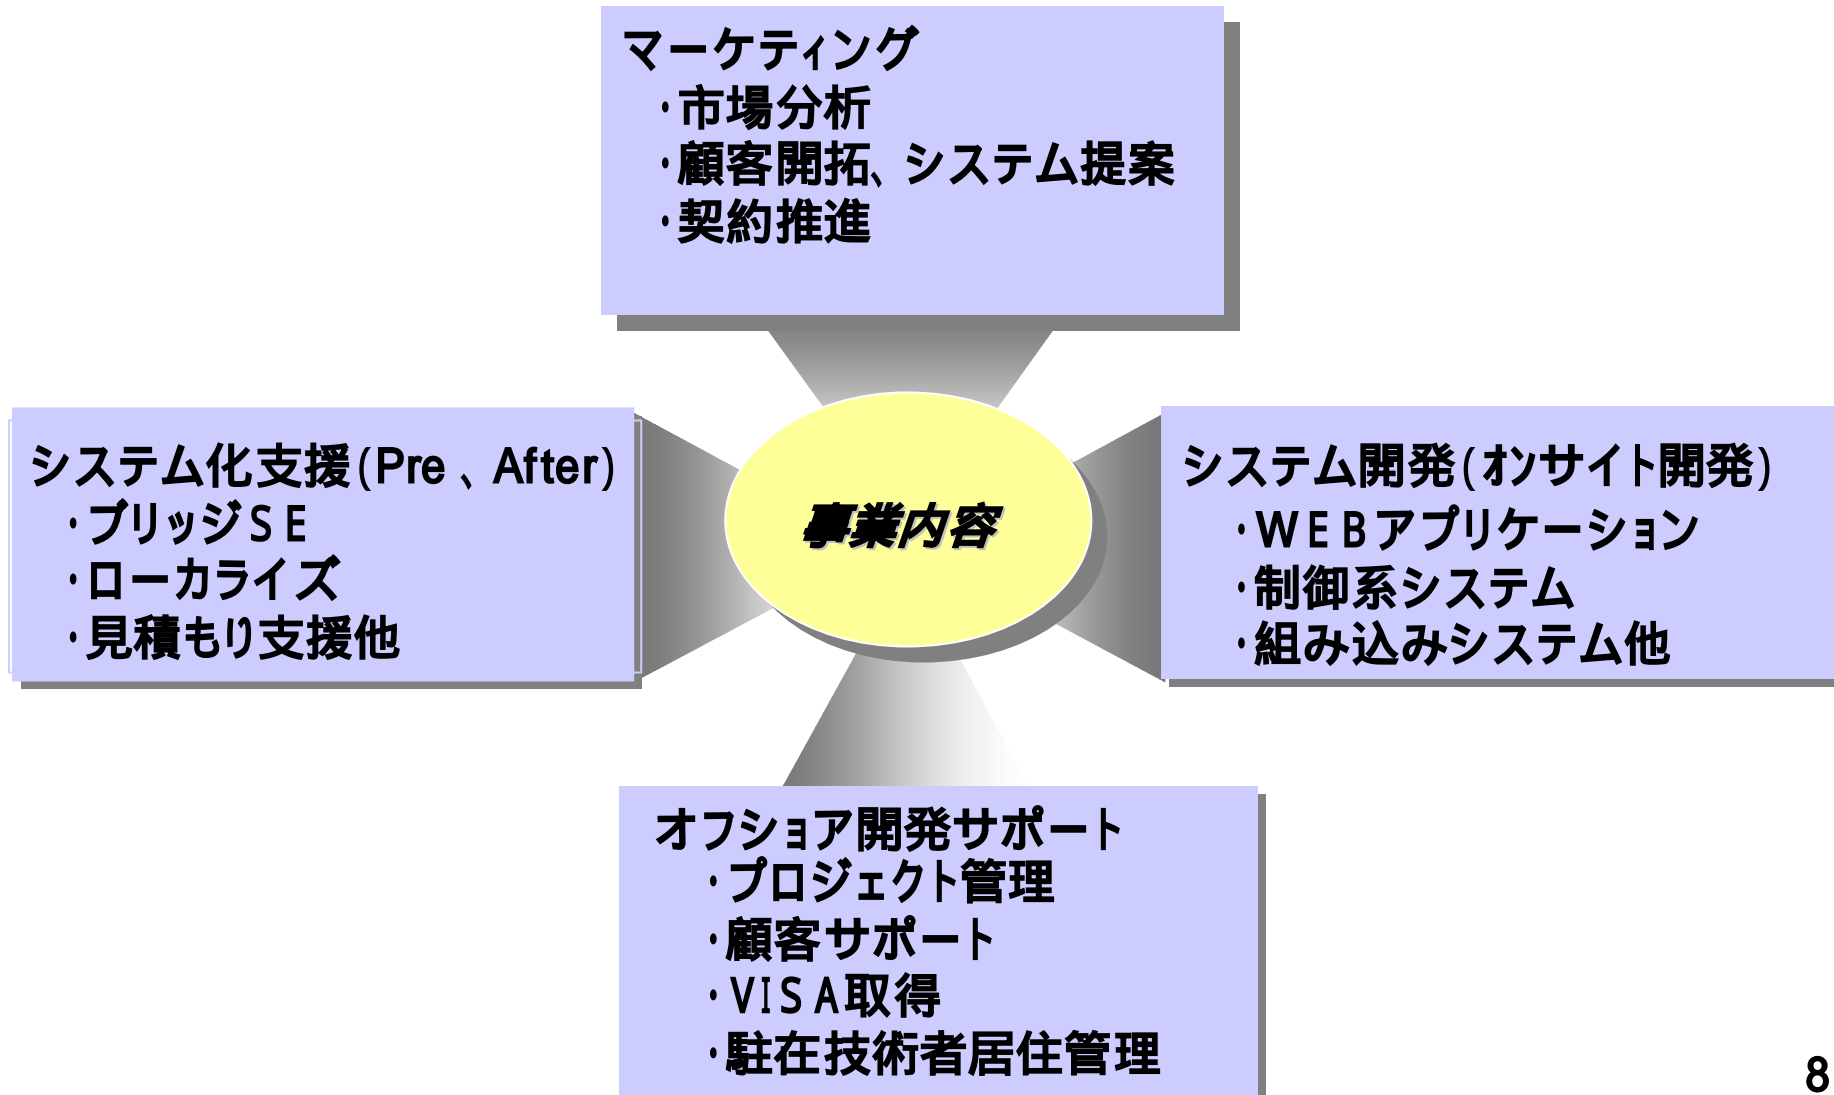 マーケティング
・市場分析
・顧客開拓、システム提案
・契約推進
システム化支援(Pre、After)
・ブリッジSE
・ローカライズ
・見積もり支援他
事業内容
システム開発(オンサイト開発)
・WEBアプリケーション
・制御系システム
・組み込みシステム他
オフショア開発サポート
・プロジェクト管理
・顧客サポート
・VISA取得
・駐在技術者居住管理
8